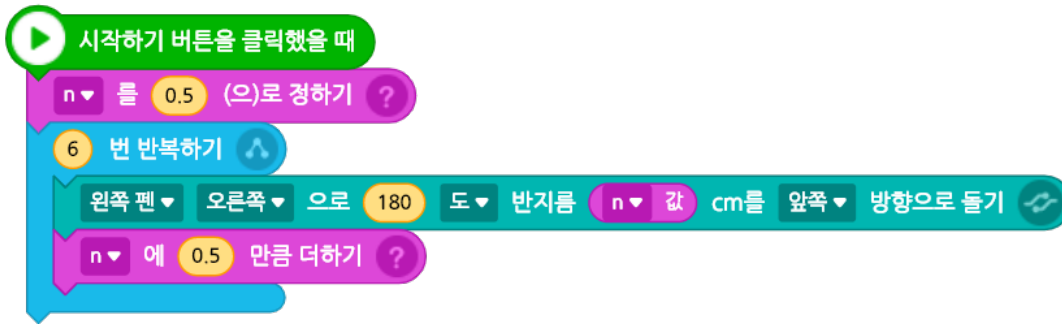 시작하기 버튼을 클릭했을 때
n 를 0.5 (으)로 정하기 ?
6 번 반복하기
왼쪽 펜 오른쪽 으로 180 도 반지름 n 값 cm를 앞쪽 방향으로 돌기
n 에 0.5 만큼 더하기 ?